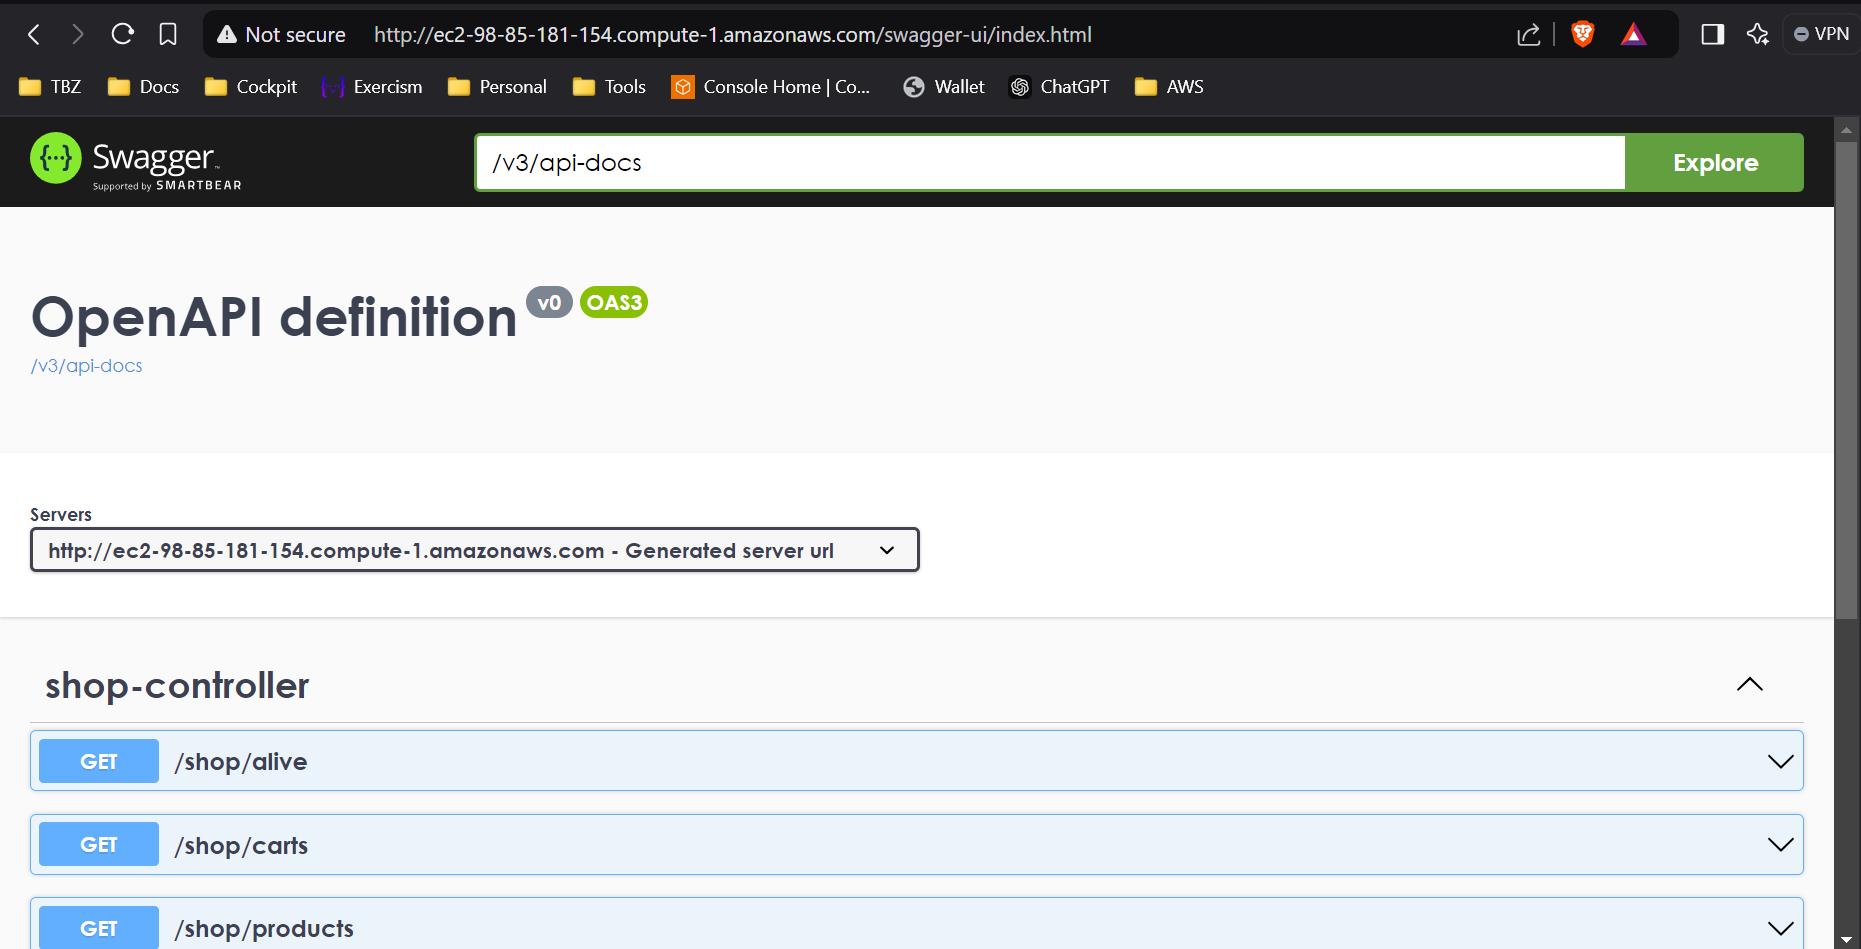 Not secure http://ec2-98-85-181-154.compute-1.amazonaws.com/swagger-ui/index.html VPN
TBZ Docs Cockpit Exercism Personal Tools Console Home | Co... Wallet ChatGPT AWS
Swagger™
Supported by SMARTBEAR
/v3/api-docs Explore
OpenAPI definition v0 OAS3
/v3/api-docs
Servers
http://ec2-98-85-181-154.compute-1.amazonaws.com - Generated server url
shop-controller
GET /shop/alive
GET /shop/carts
GET /shop/products